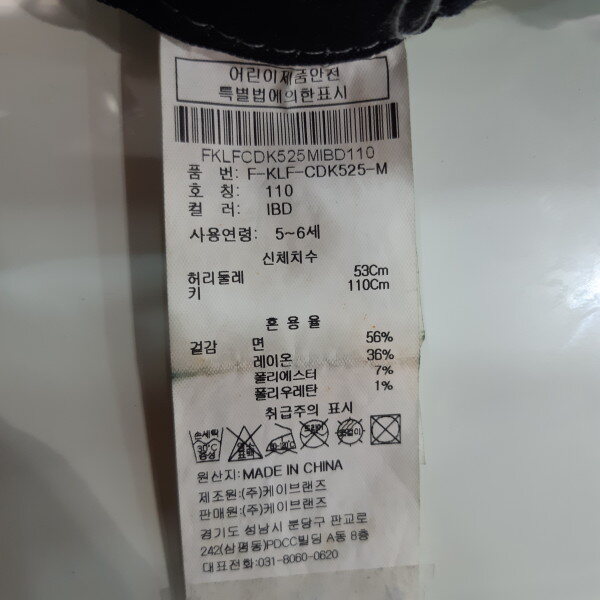 어린이제품안전
특별법에의한표시
FKLFCDK525MIBD110
품 번: F-KLF-CDK525-M
호 칭: 110
컬 러: IBD
사용연령: 5~6세
신체치수
허리둘레 53Cm
키 110Cm
혼 용 율
겉감 면 56%
레이온 36%
폴리에스터 7%
폴리우레탄 1%
취급주의 표시
손세탁
30℃
중성
원산지: MADE IN CHINA
제조원:(주)케이브랜즈
판매원:(주)케이브랜즈
경기도 성남시 분당구 판교로
242(삼평동)PDCC빌딩 A동 8층
대표전화:031-8060-0620